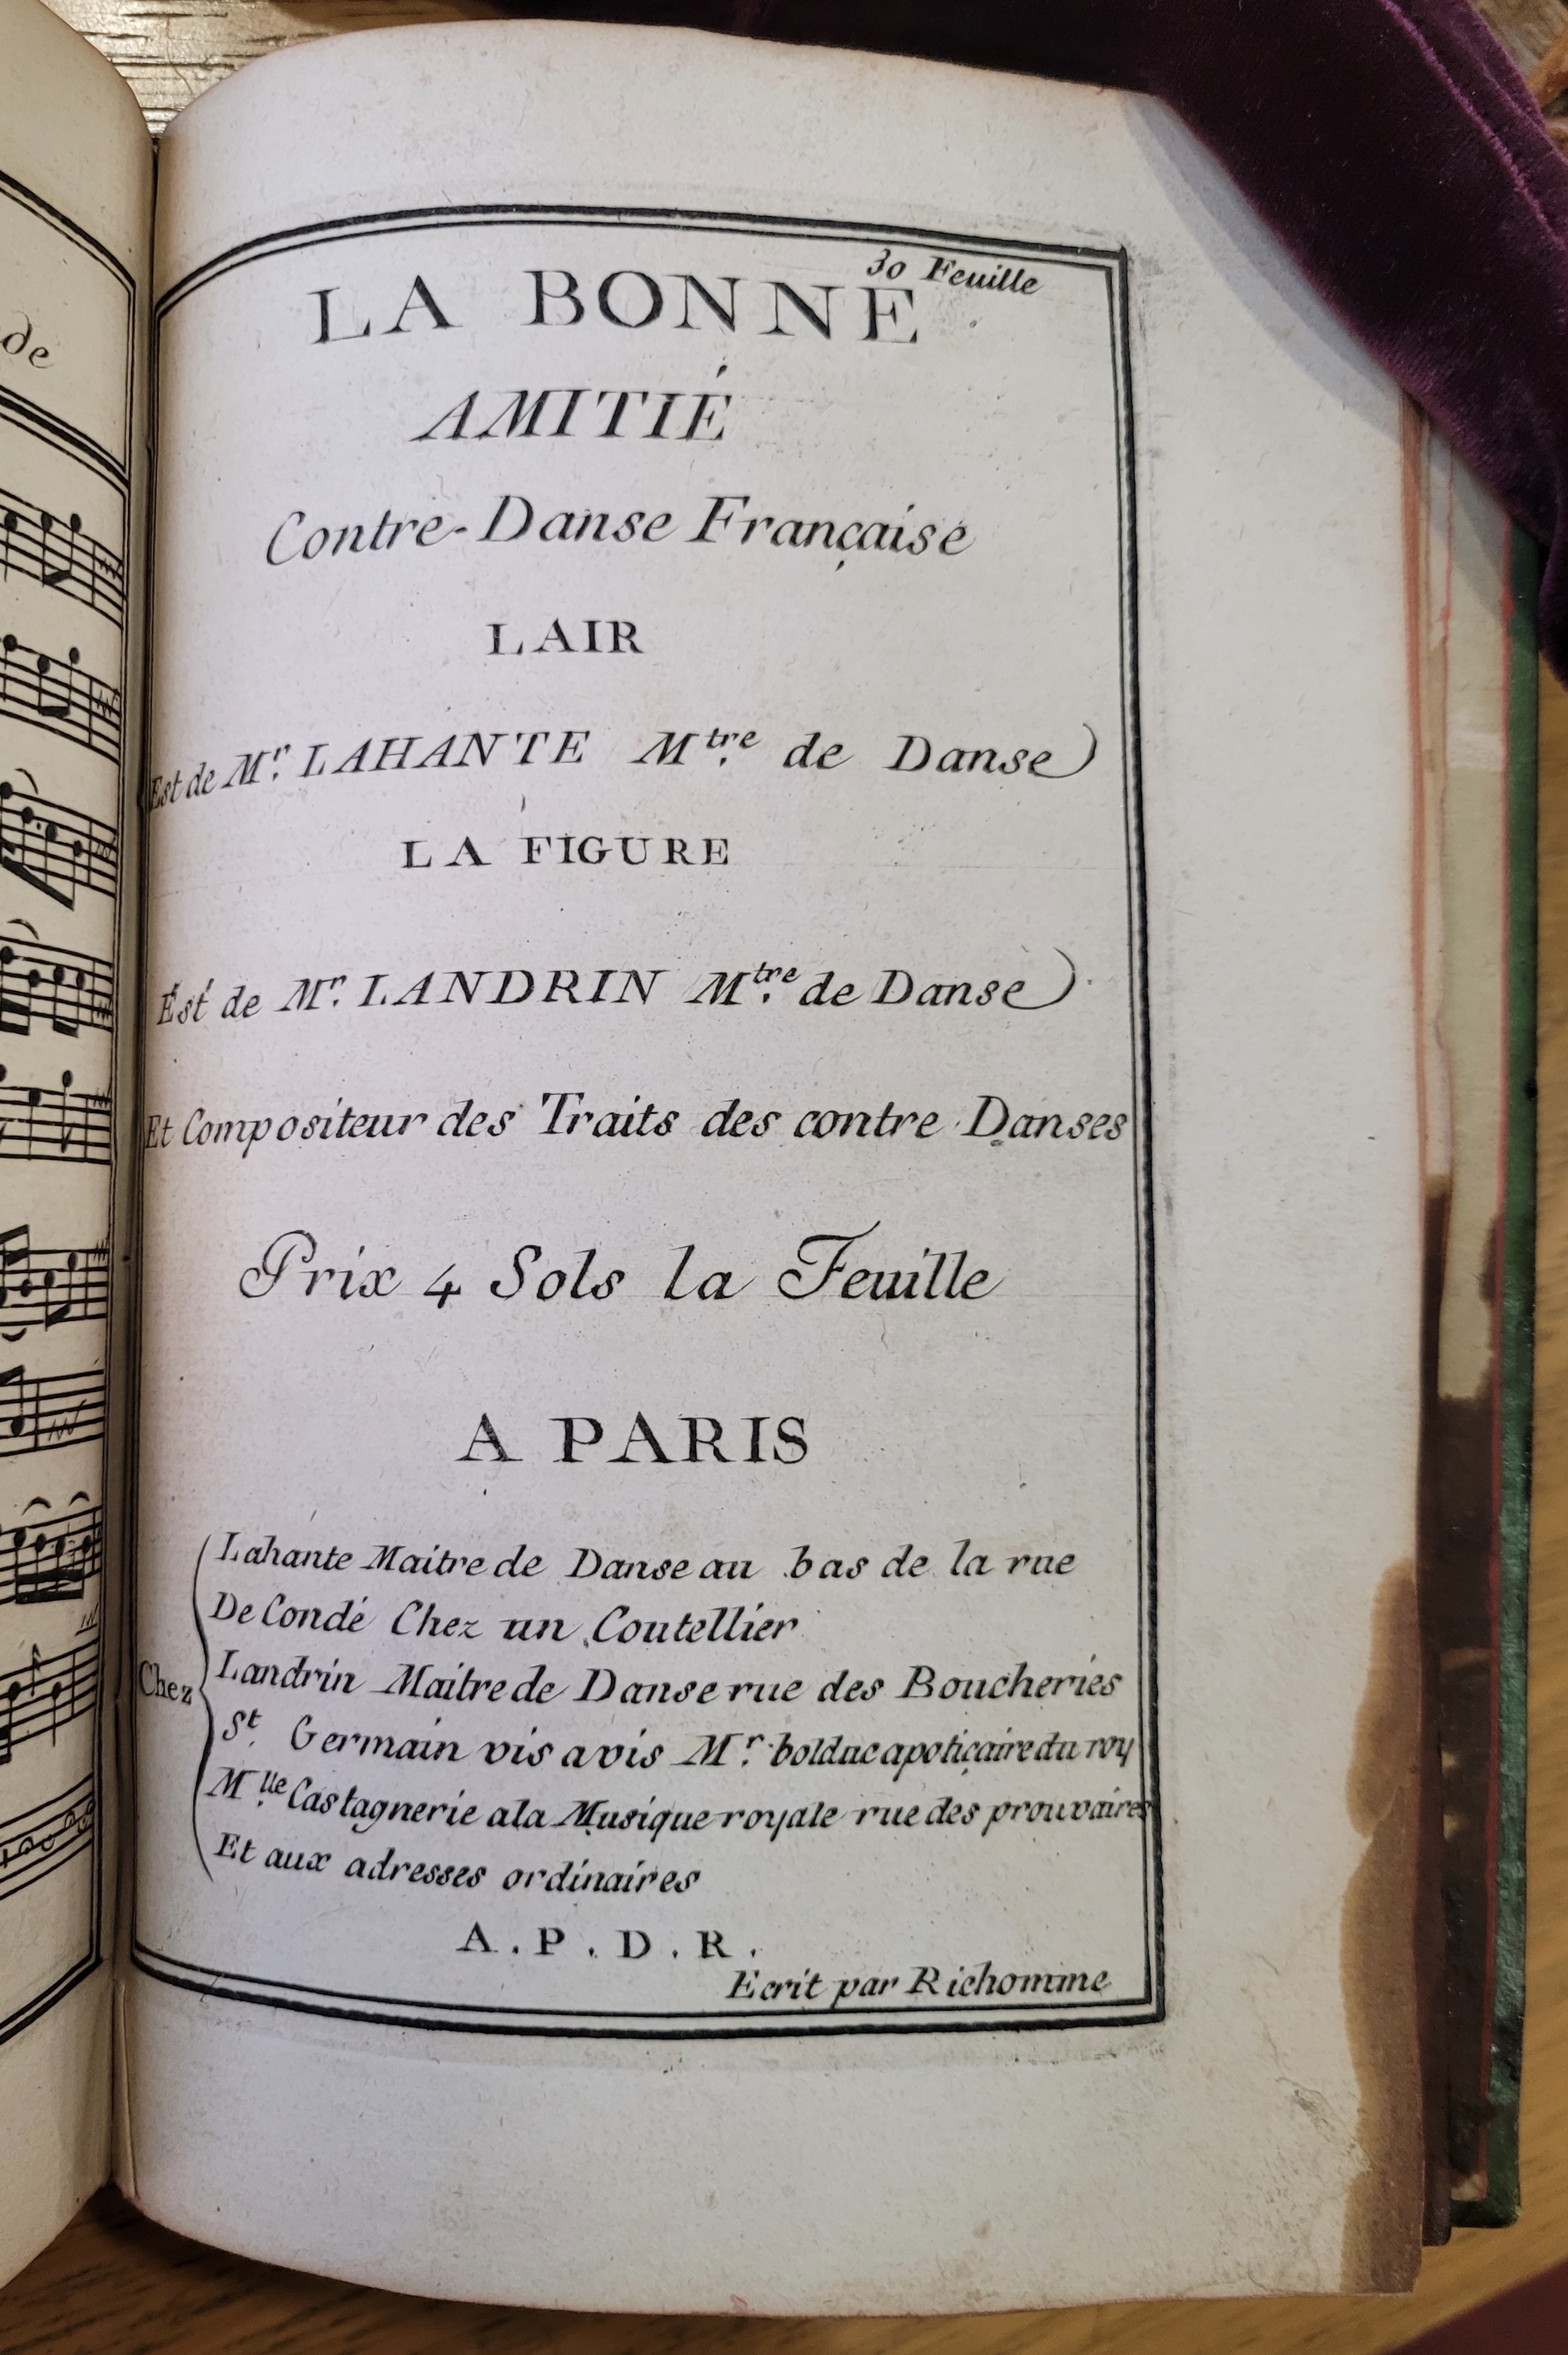 de
30 Feuille
LA BONNE
AMITIÉ
Contre-Danse Française
LAIR
Est de Mr. LAHANTE Mtre. de Danse
LA FIGURE
Est de Mr. LANDRIN Mtre. de Danse
Et Compositeur des Traits des contre Danses
Prix 4 Sols la Feuille
A PARIS
Lahante Maitre de Danse au bas de la rue
De Condé Chez un Coutellier
Chez
Landrin Maitre de Danse rue des Boucheries
St. Germain vis avis Mr. bolduc apotiçaire du roy
Mlle. Castagnerie ala Musique royale rue des prouvaires
Et aux adresses ordinaires
A.P.D.R.
Ecrit par Richomme